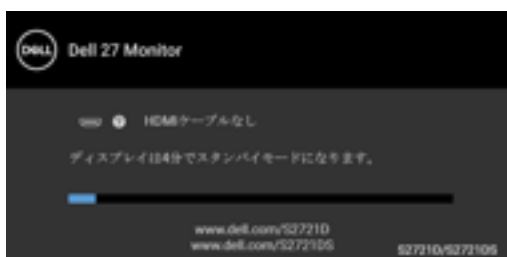 DELL
Dell 27 Monitor
HDMIケーブルなし
ディスプレイは4分でスタンバイモードになります。
www.dell.com/S2721D
www.dell.com/S2721DS
S2721D/S2721DS